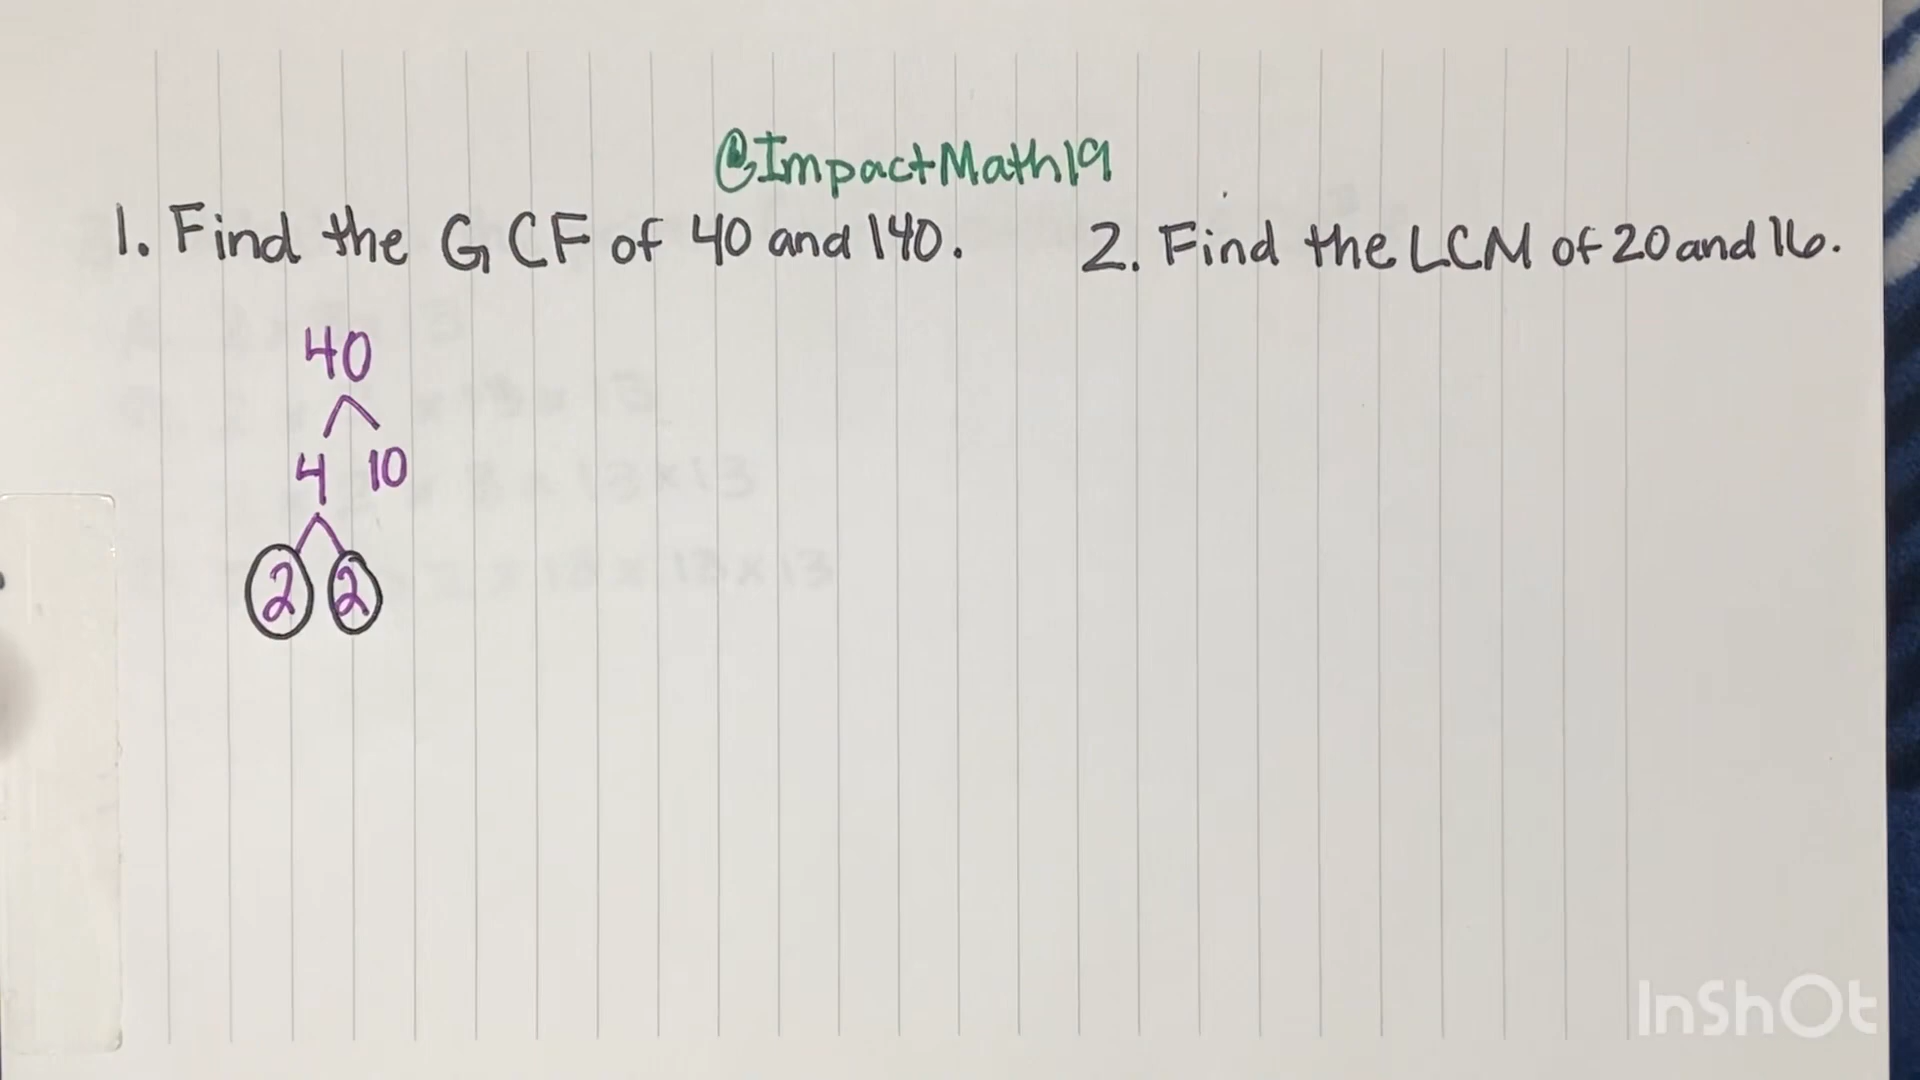 @ImpactMath19
1. Find the GCF of 40 and 140.
2. Find the LCM of 20 and 16.
40
4 10
2 2
InShOt